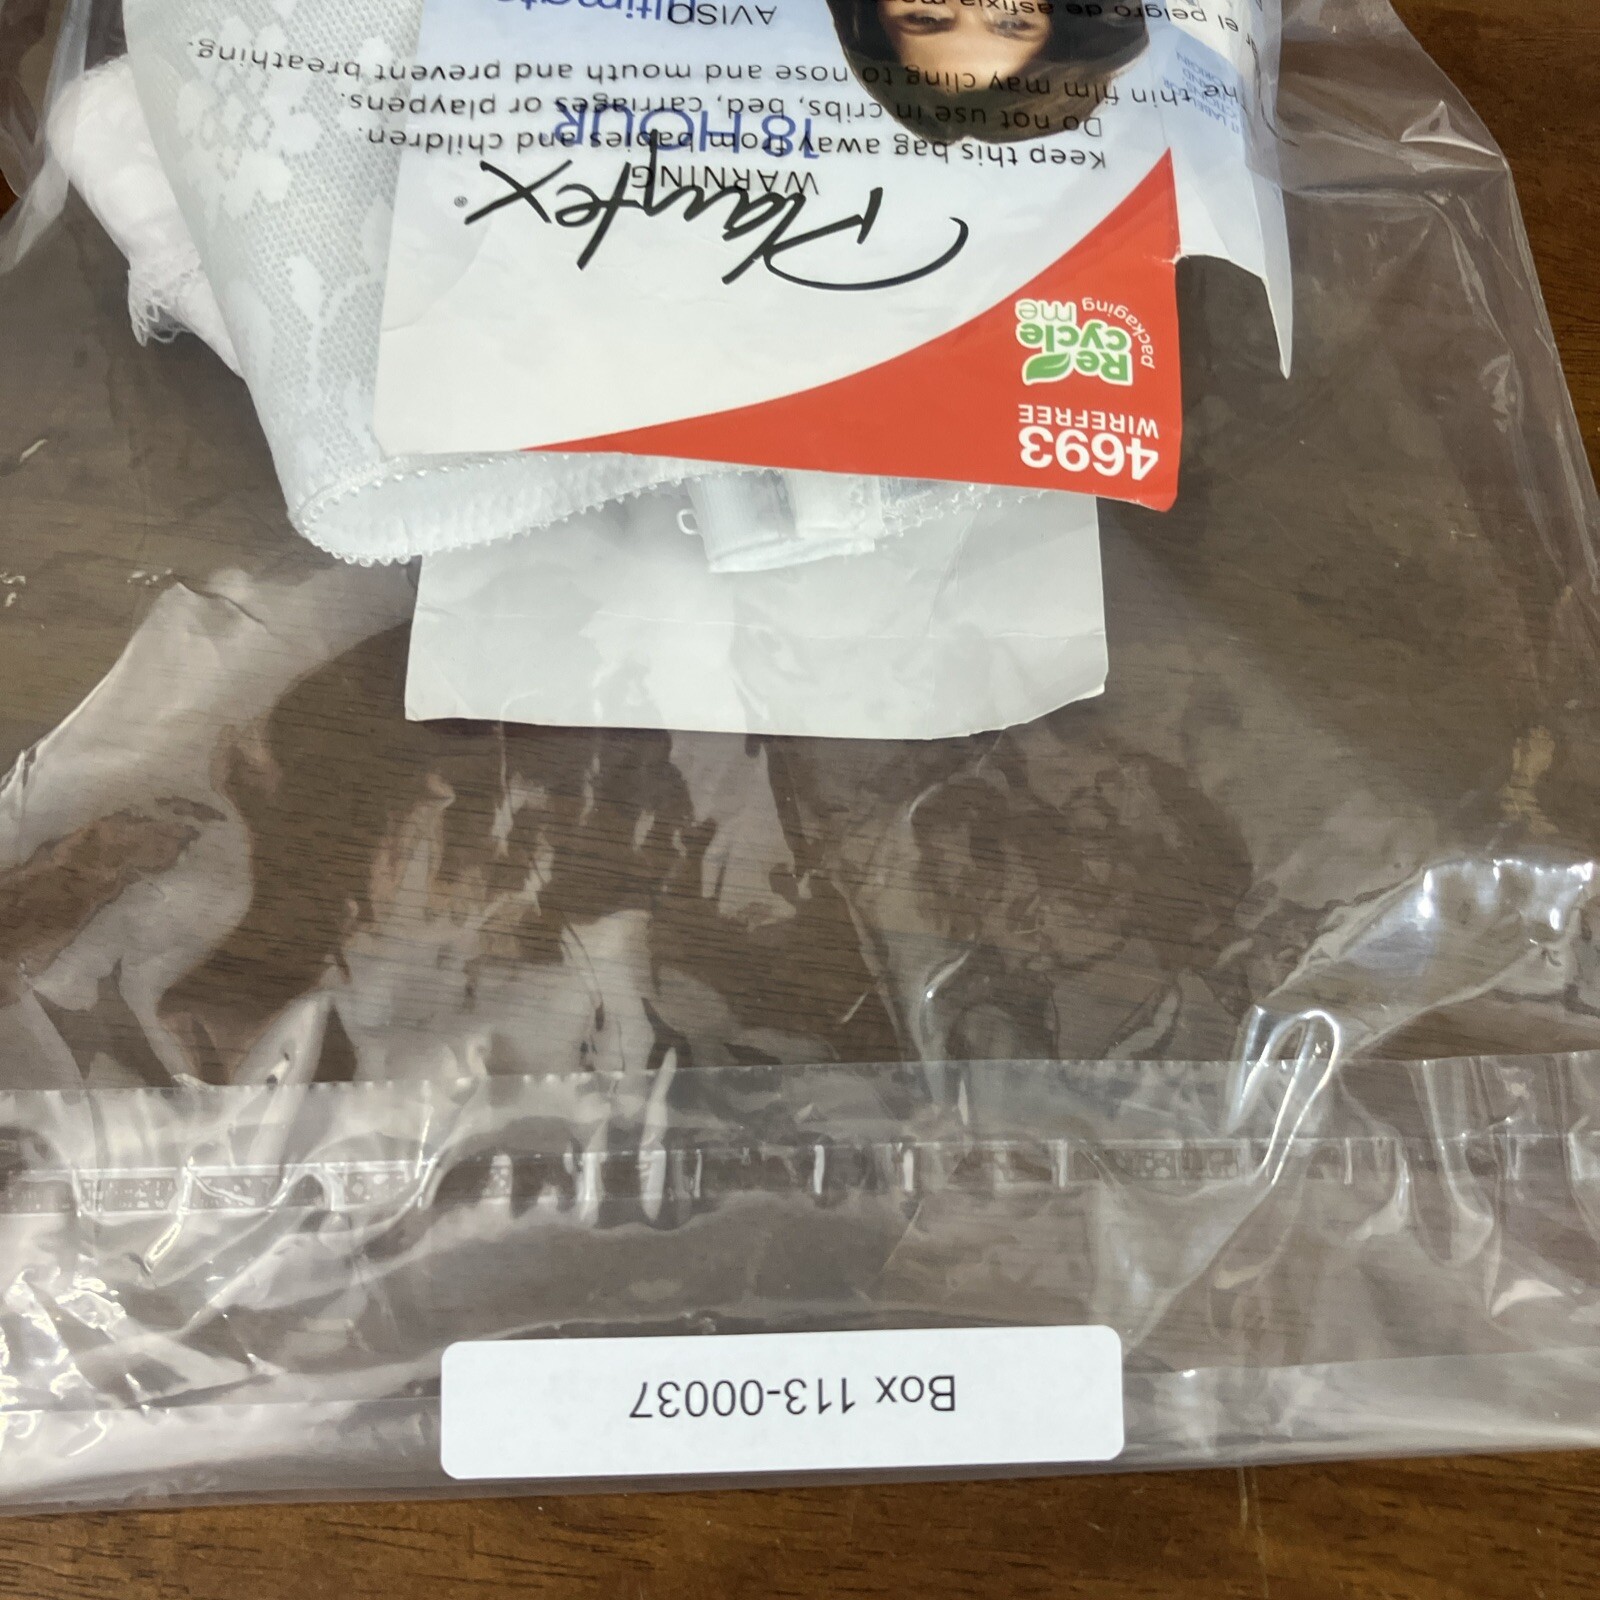 Box 113-00037
4693
WIREFREE
Re
cycle
me
packaging
Playtex®
18 HOUR
WARNING
Keep this bag away from babies and children.
Do not use in cribs, bed, carriages or playpens.
The thin film may cling to nose and mouth and prevent breathing.
AVISO
el peligro de asfixia